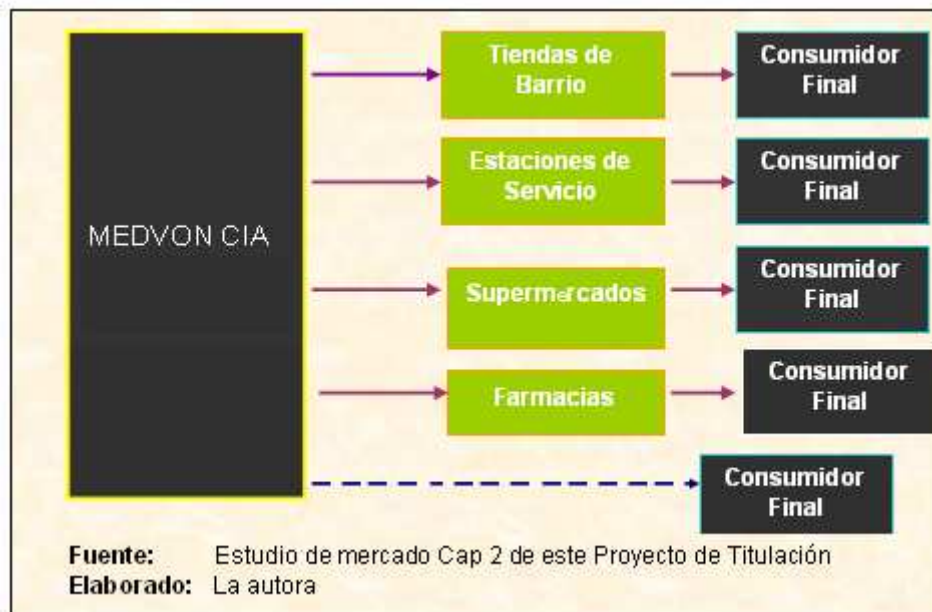 MEDVON CIA
Tiendas de
Barrio
Consumidor
Final
Estaciones de
Servicio
Consumidor
Final
Supermercados
Consumidor
Final
Farmacias
Consumidor
Final
Consumidor
Final
Fuente: Estudio de mercado Cap 2 de este Proyecto de Titulación
Elaborado: La autora